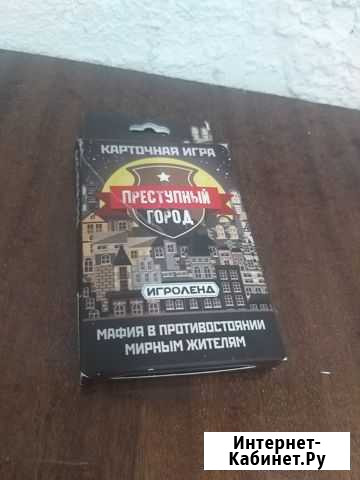 КАРТОЧНАЯ ИГРА
ПРЕСТУПНЫЙ
ГОРОД
ИГРОЛЕНД
МАФИЯ В ПРОТИВОСТОЯНИИ
МИРНЫМ ЖИТЕЛЯМ
Интернет-
Кабинет.Ру